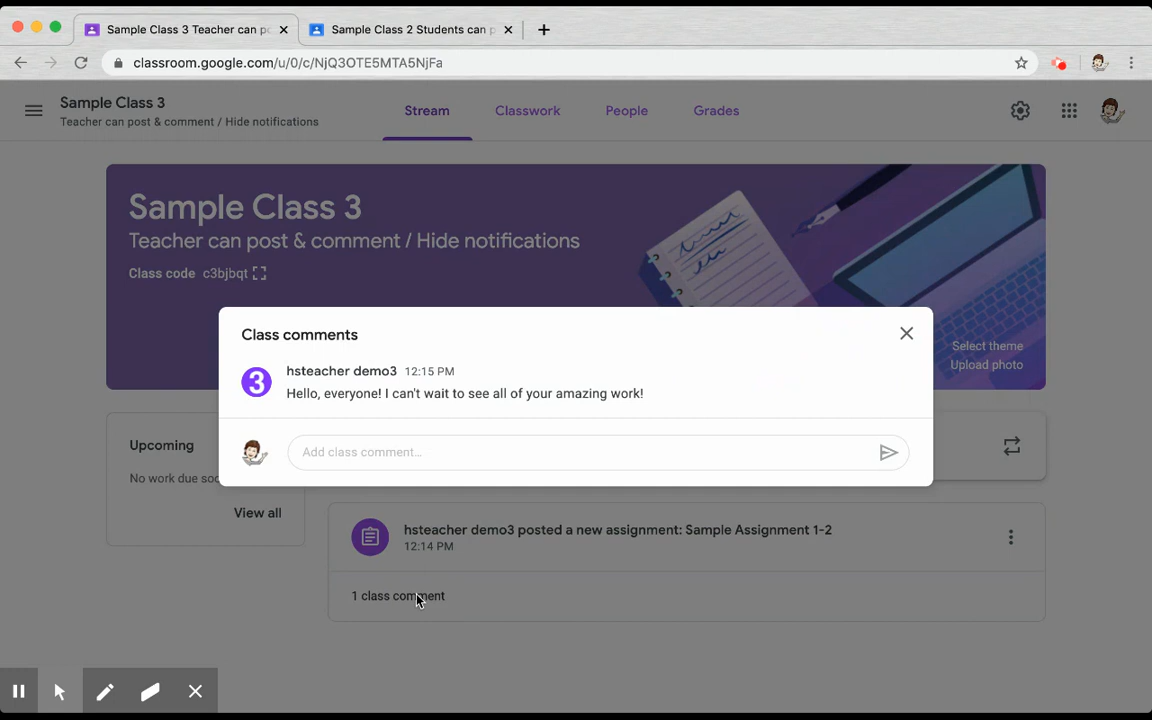 Sample Class 3 Teacher can p
Sample Class 2 Students can p
classroom.google.com/u/0/c/NjQ3OTE5MTA5NjFa
Sample Class 3
Teacher can post & comment / Hide notifications
Stream
Classwork
People
Grades
Sample Class 3
Teacher can post & comment / Hide notifications
Class code c3bjbqt
Select theme
Upload photo
Class comments
3
hsteacher demo3 12:15 PM
Hello, everyone! I can't wait to see all of your amazing work!
Add class comment...
Upcoming
No work due soo
View all
hsteacher demo3 posted a new assignment: Sample Assignment 1-2
12:14 PM
1 class comment